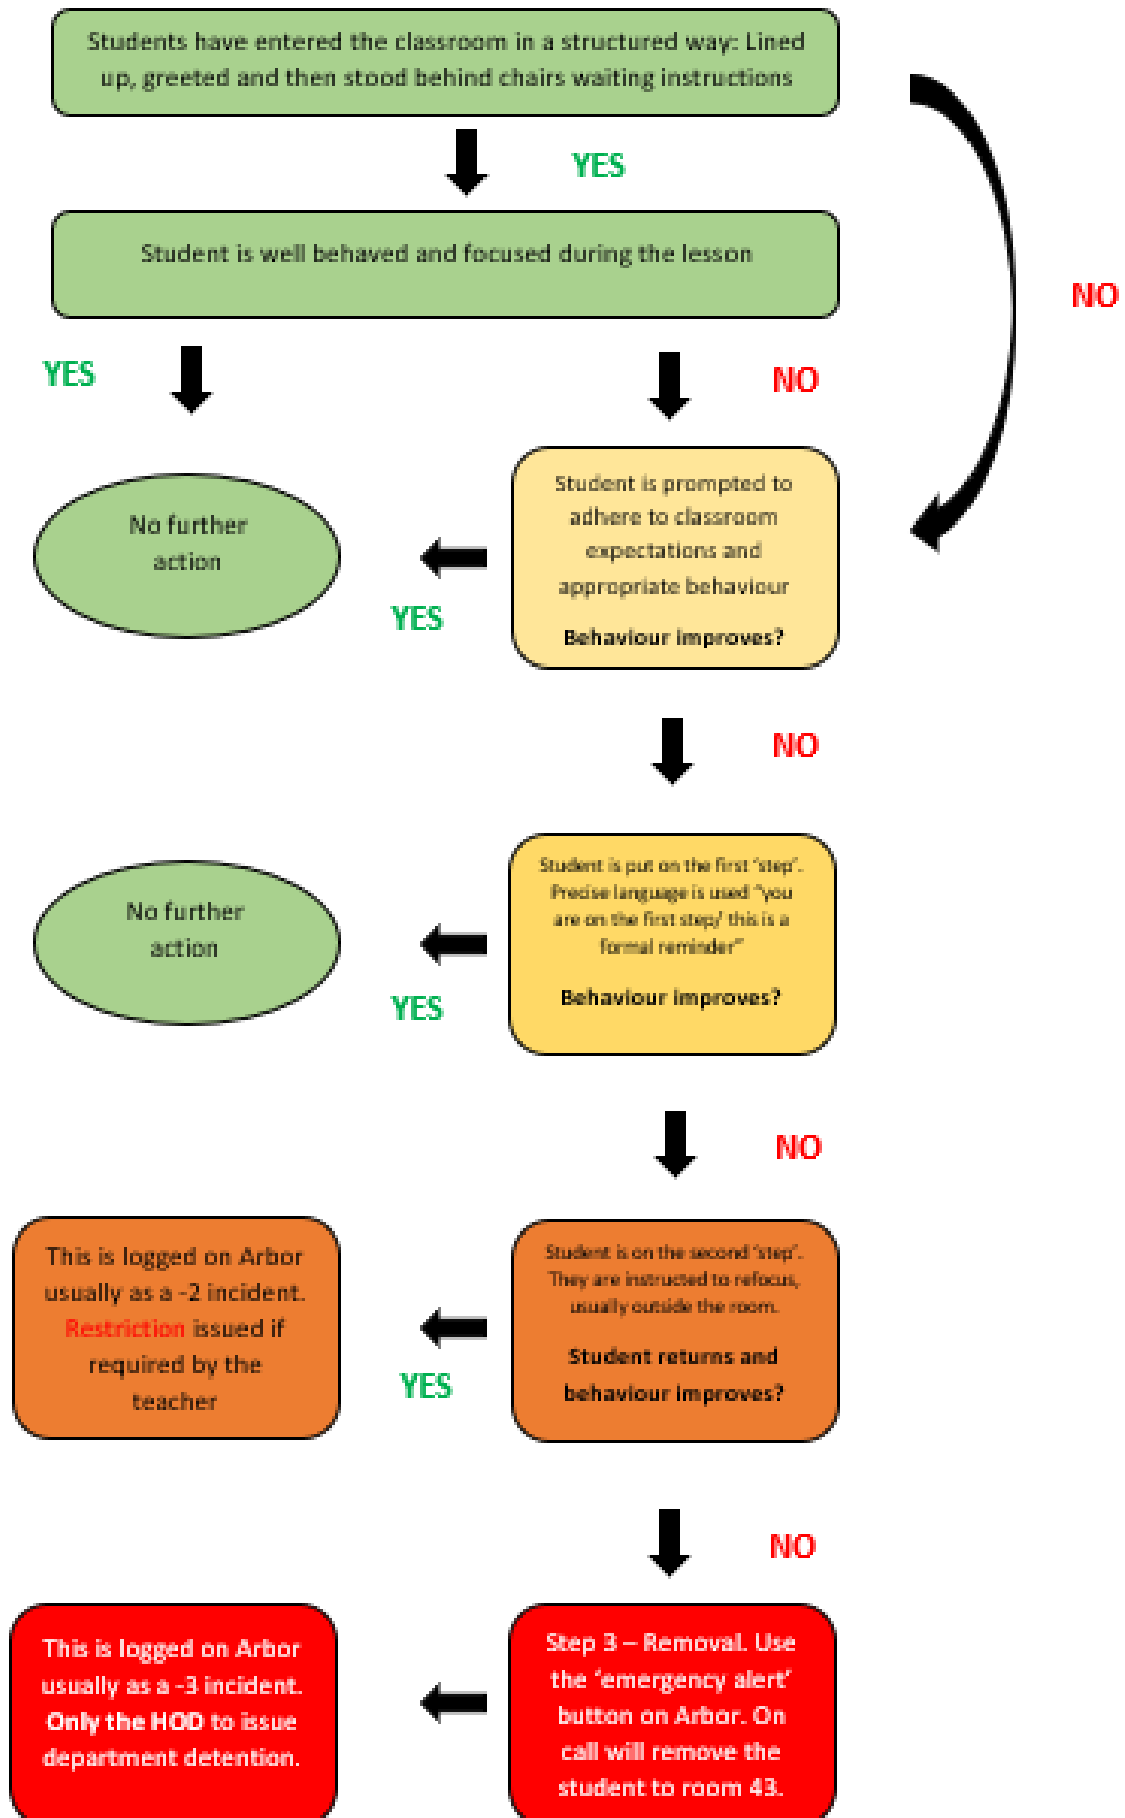 Students have entered the classroom in a structured way: Lined
up, greeted and then stood behind chairs waiting instructions
YES
NO
Student is well behaved and focused during the lesson
YES
NO
No further
action
YES
Student is prompted to
adhere to classroom
expectations and
appropriate behaviour
Behaviour improves?
NO
No further
action
YES
Student is put on the first ‘step’.
Precise language is used “you
are on the first step/ this is a
formal reminder”
Behaviour improves?
NO
This is logged on Arbor
usually as a -2 incident.
Restriction issued if
required by the
teacher
YES
Student is on the second ‘step’.
They are instructed to refocus,
usually outside the room.
Student returns and
behaviour improves?
NO
This is logged on Arbor
usually as a -3 incident.
Only the HOD to issue
department detention.
Step 3 – Removal. Use
the ‘emergency alert’
button on Arbor. On
call will remove the
student to room 43.